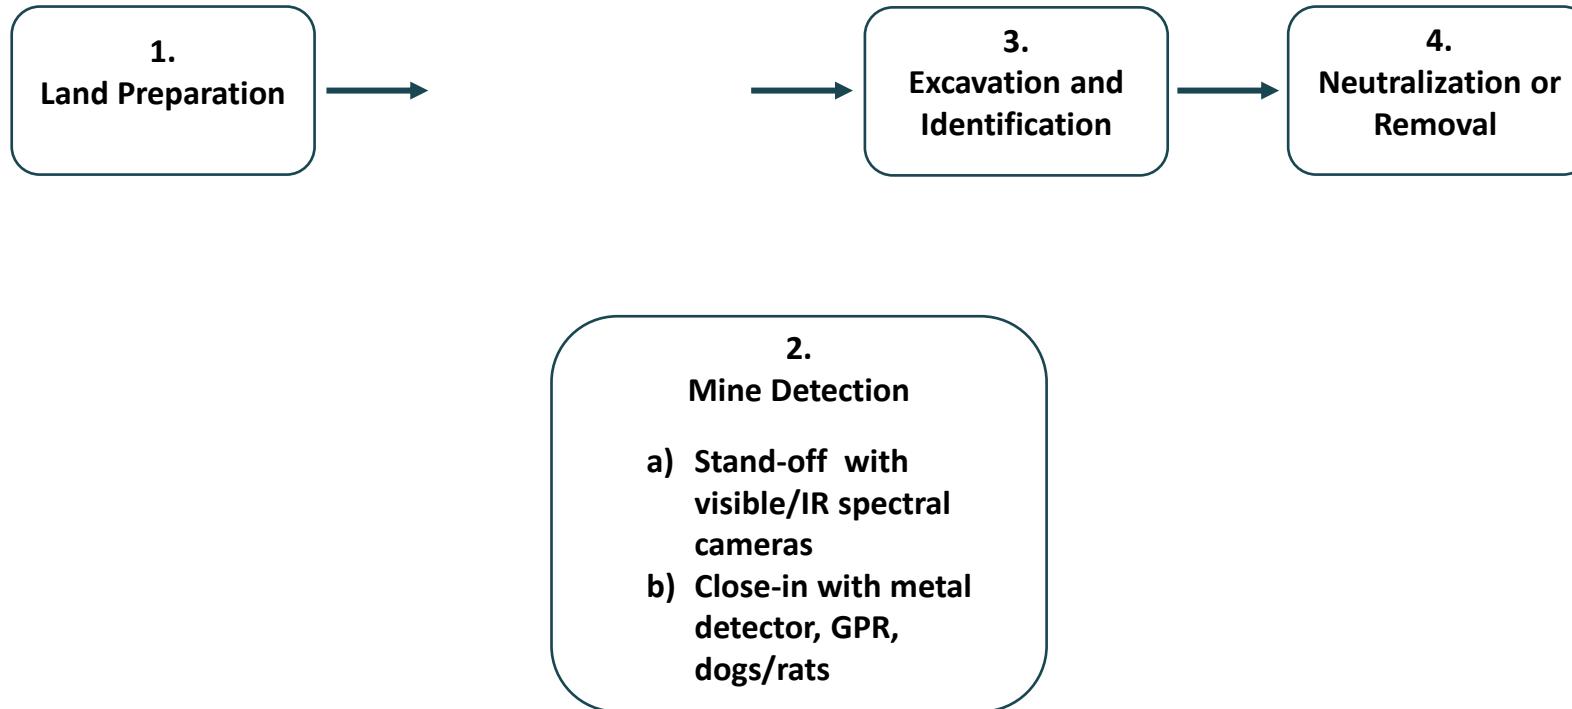 1.
Land Preparation
3.
Excavation and
Identification
4.
Neutralization or
Removal
2.
Mine Detection
a) Stand-off with
visible/IR spectral
cameras
b) Close-in with metal
detector, GPR,
dogs/rats